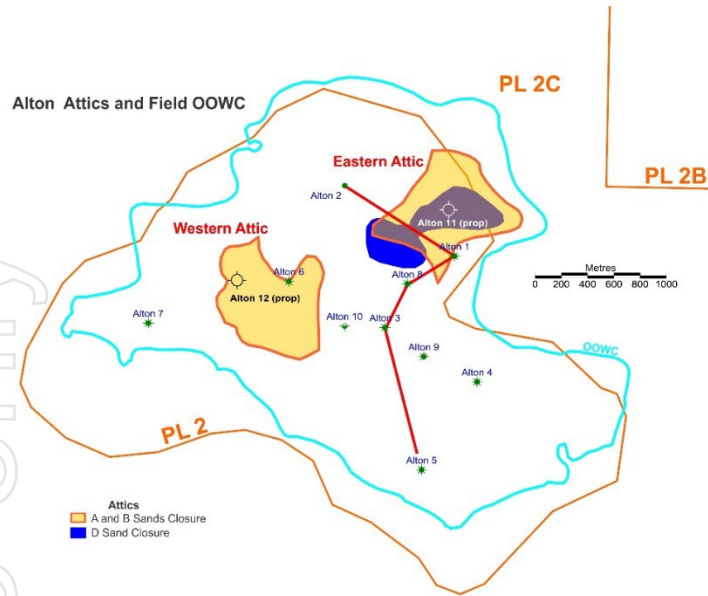 Alton Attics and Field OOWC
PL 2C
PL 2B
Eastern Attic
Alton 2
Alton 11 (prop)
Western Attic
Alton 1
Alton 6
Alton 8
Metres
0 200 400 600 800 1000
Alton 12 (prop)
Alton 7
Alton 10
Alton 3
Alton 9
OOWC
Alton 4
PL 2
Alton 5
Attics
A and B Sands Closure
D Sand Closure